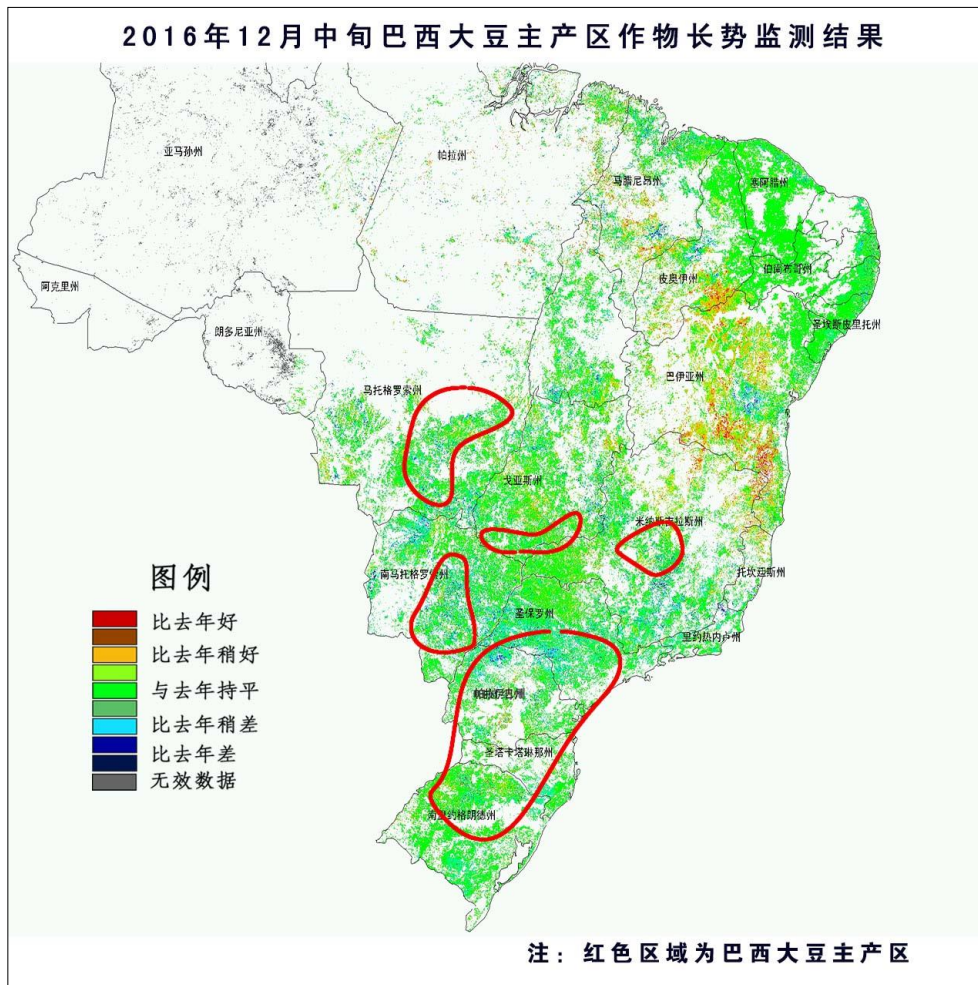 2016年12月中旬巴西大豆主产区作物长势监测结果
亚马孙州
帕拉州
马腊尼昂州
塞阿腊州
阿克里州
皮奥伊州
伯南布哥州
朗多尼亚州
圣埃斯皮里托州
马托格罗索州
巴伊亚州
戈亚斯州
米纳斯吉拉斯州
南马托格罗索州
托坎廷斯州
圣保罗州
里约热内卢州
圣塔卡塔琳那州
南里约格朗德州
图例
比去年好
比去年稍好
与去年持平
比去年稍差
比去年差
无效数据
注：红色区域为巴西大豆主产区